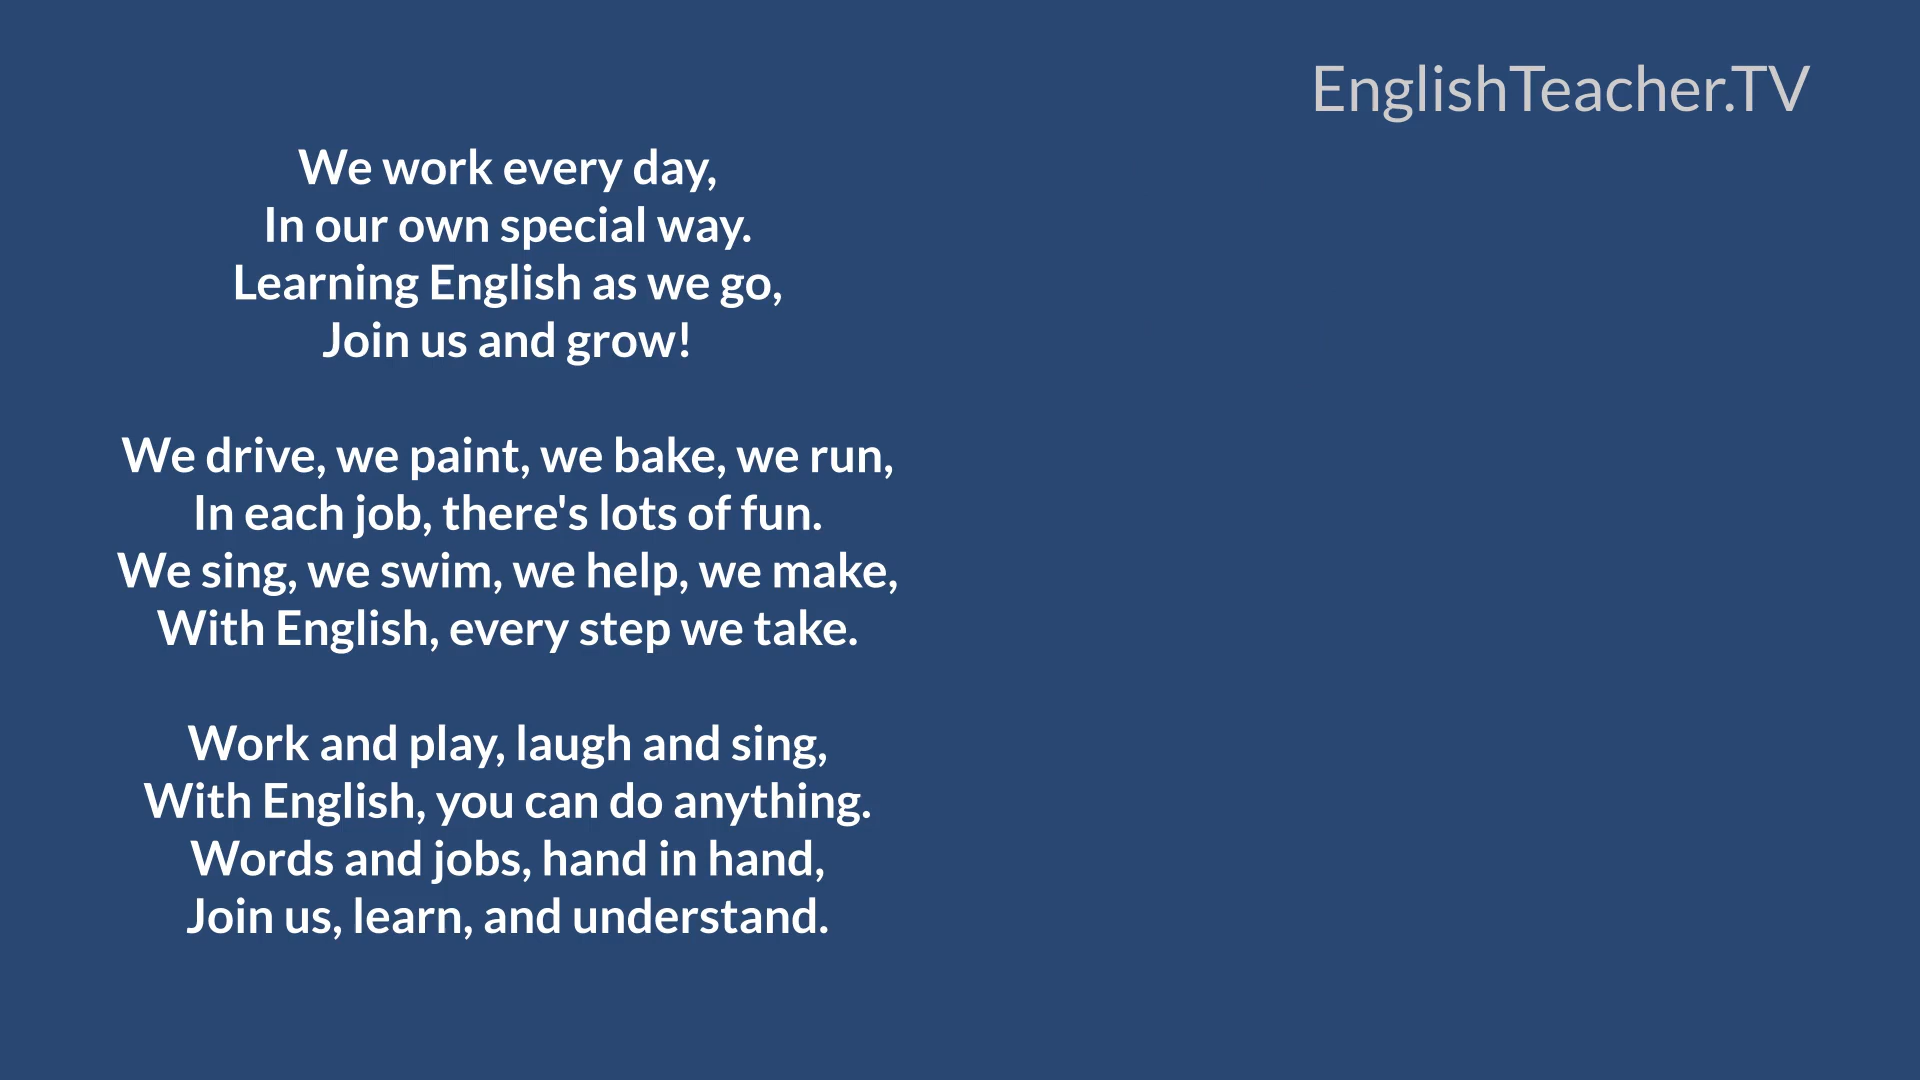 EnglishTeacher.TV
We work every day,
In our own special way.
Learning English as we go,
Join us and grow!
We drive, we paint, we bake, we run,
In each job, there's lots of fun.
We sing, we swim, we help, we make,
With English, every step we take.
Work and play, laugh and sing,
With English, you can do anything.
Words and jobs, hand in hand,
Join us, learn, and understand.